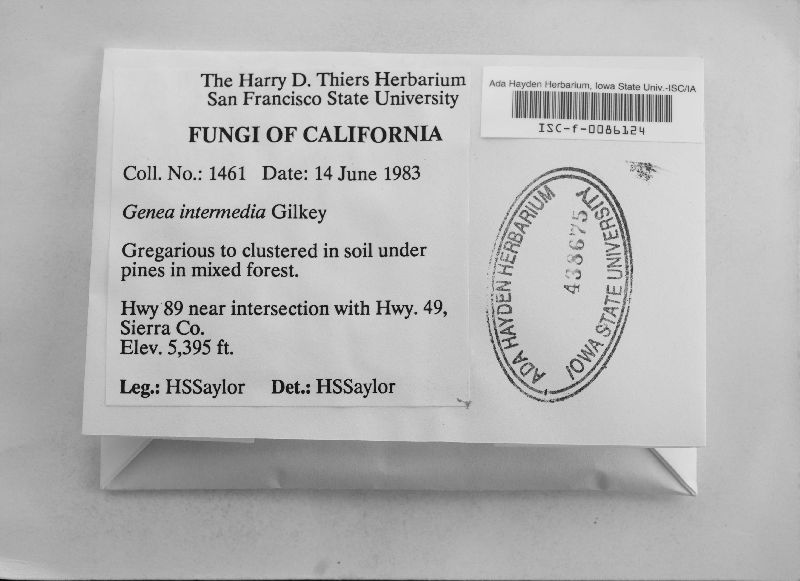 The Harry D. Thiers Herbarium
San Francisco State University
FUNGI OF CALIFORNIA
Coll. No.: 1461 Date: 14 June 1983
Genea intermedia Gilkey
Gregarious to clustered in soil under
pines in mixed forest.
Hwy 89 near intersection with Hwy. 49,
Sierra Co.
Elev. 5,395 ft.
Leg.: HSSaylor Det.: HSSaylor
Ada Hayden Herbarium, Iowa State Univ.-ISC/IA
ISC-f-0086124
ADA HAYDEN HERBARIUM
438675
IOWA STATE UNIVERSITY